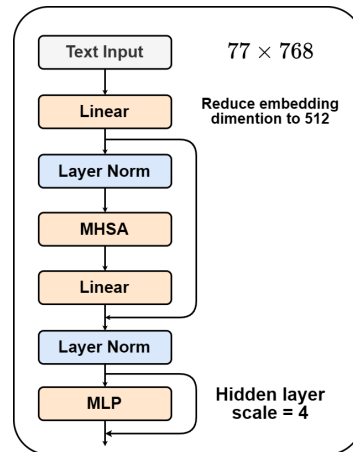 Text Input
77 × 768
Linear
Reduce embedding
dimention to 512
Layer Norm
MHSA
Linear
Layer Norm
MLP
Hidden layer
scale = 4